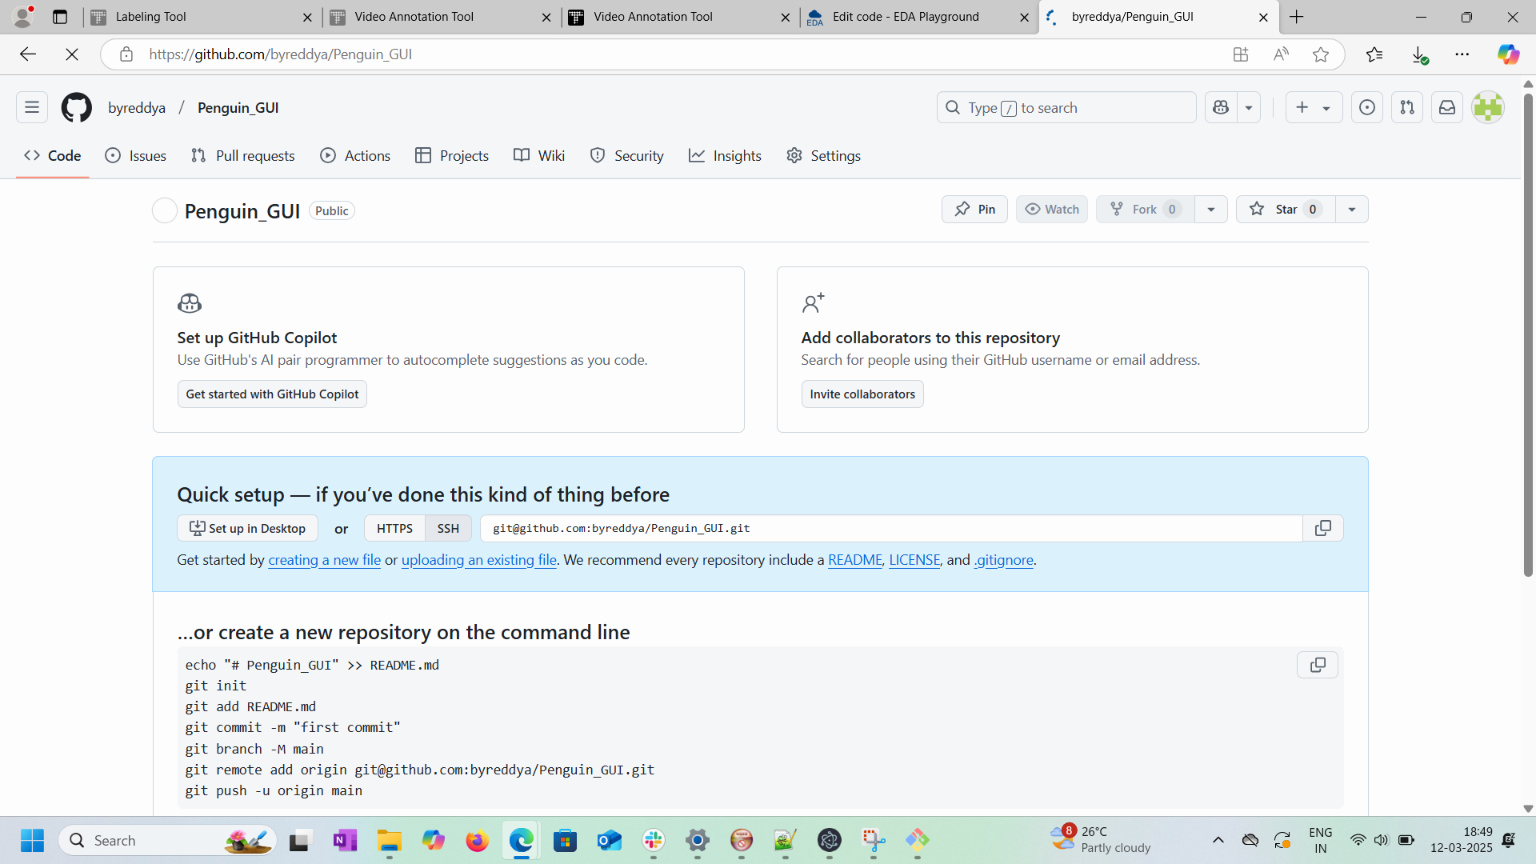 Labeling Tool
Video Annotation Tool
Video Annotation Tool
EDA Edit code - EDA Playground
byreddya/Penguin_GUI
https://github.com/byreddya/Penguin_GUI
byreddya / Penguin_GUI
Type / to search
Code Issues Pull requests Actions Projects Wiki Security Insights Settings
Penguin_GUI Public
Pin Watch Fork 0 Star 0
Set up GitHub Copilot
Use GitHub's AI pair programmer to autocomplete suggestions as you code.
Get started with GitHub Copilot
Add collaborators to this repository
Search for people using their GitHub username or email address.
Invite collaborators
Quick setup — if you've done this kind of thing before
Set up in Desktop or HTTPS SSH git@github.com:byreddya/Penguin_GUI.git
Get started by creating a new file or uploading an existing file. We recommend every repository include a README, LICENSE, and .gitignore.
...or create a new repository on the command line
echo "# Penguin_GUI" >> README.md
git init
git add README.md
git commit -m "first commit"
git branch -M main
git remote add origin git@github.com:byreddya/Penguin_GUI.git
git push -u origin main
Search
8
26°C
Partly cloudy
ENG
IN
18:49
12-03-2025